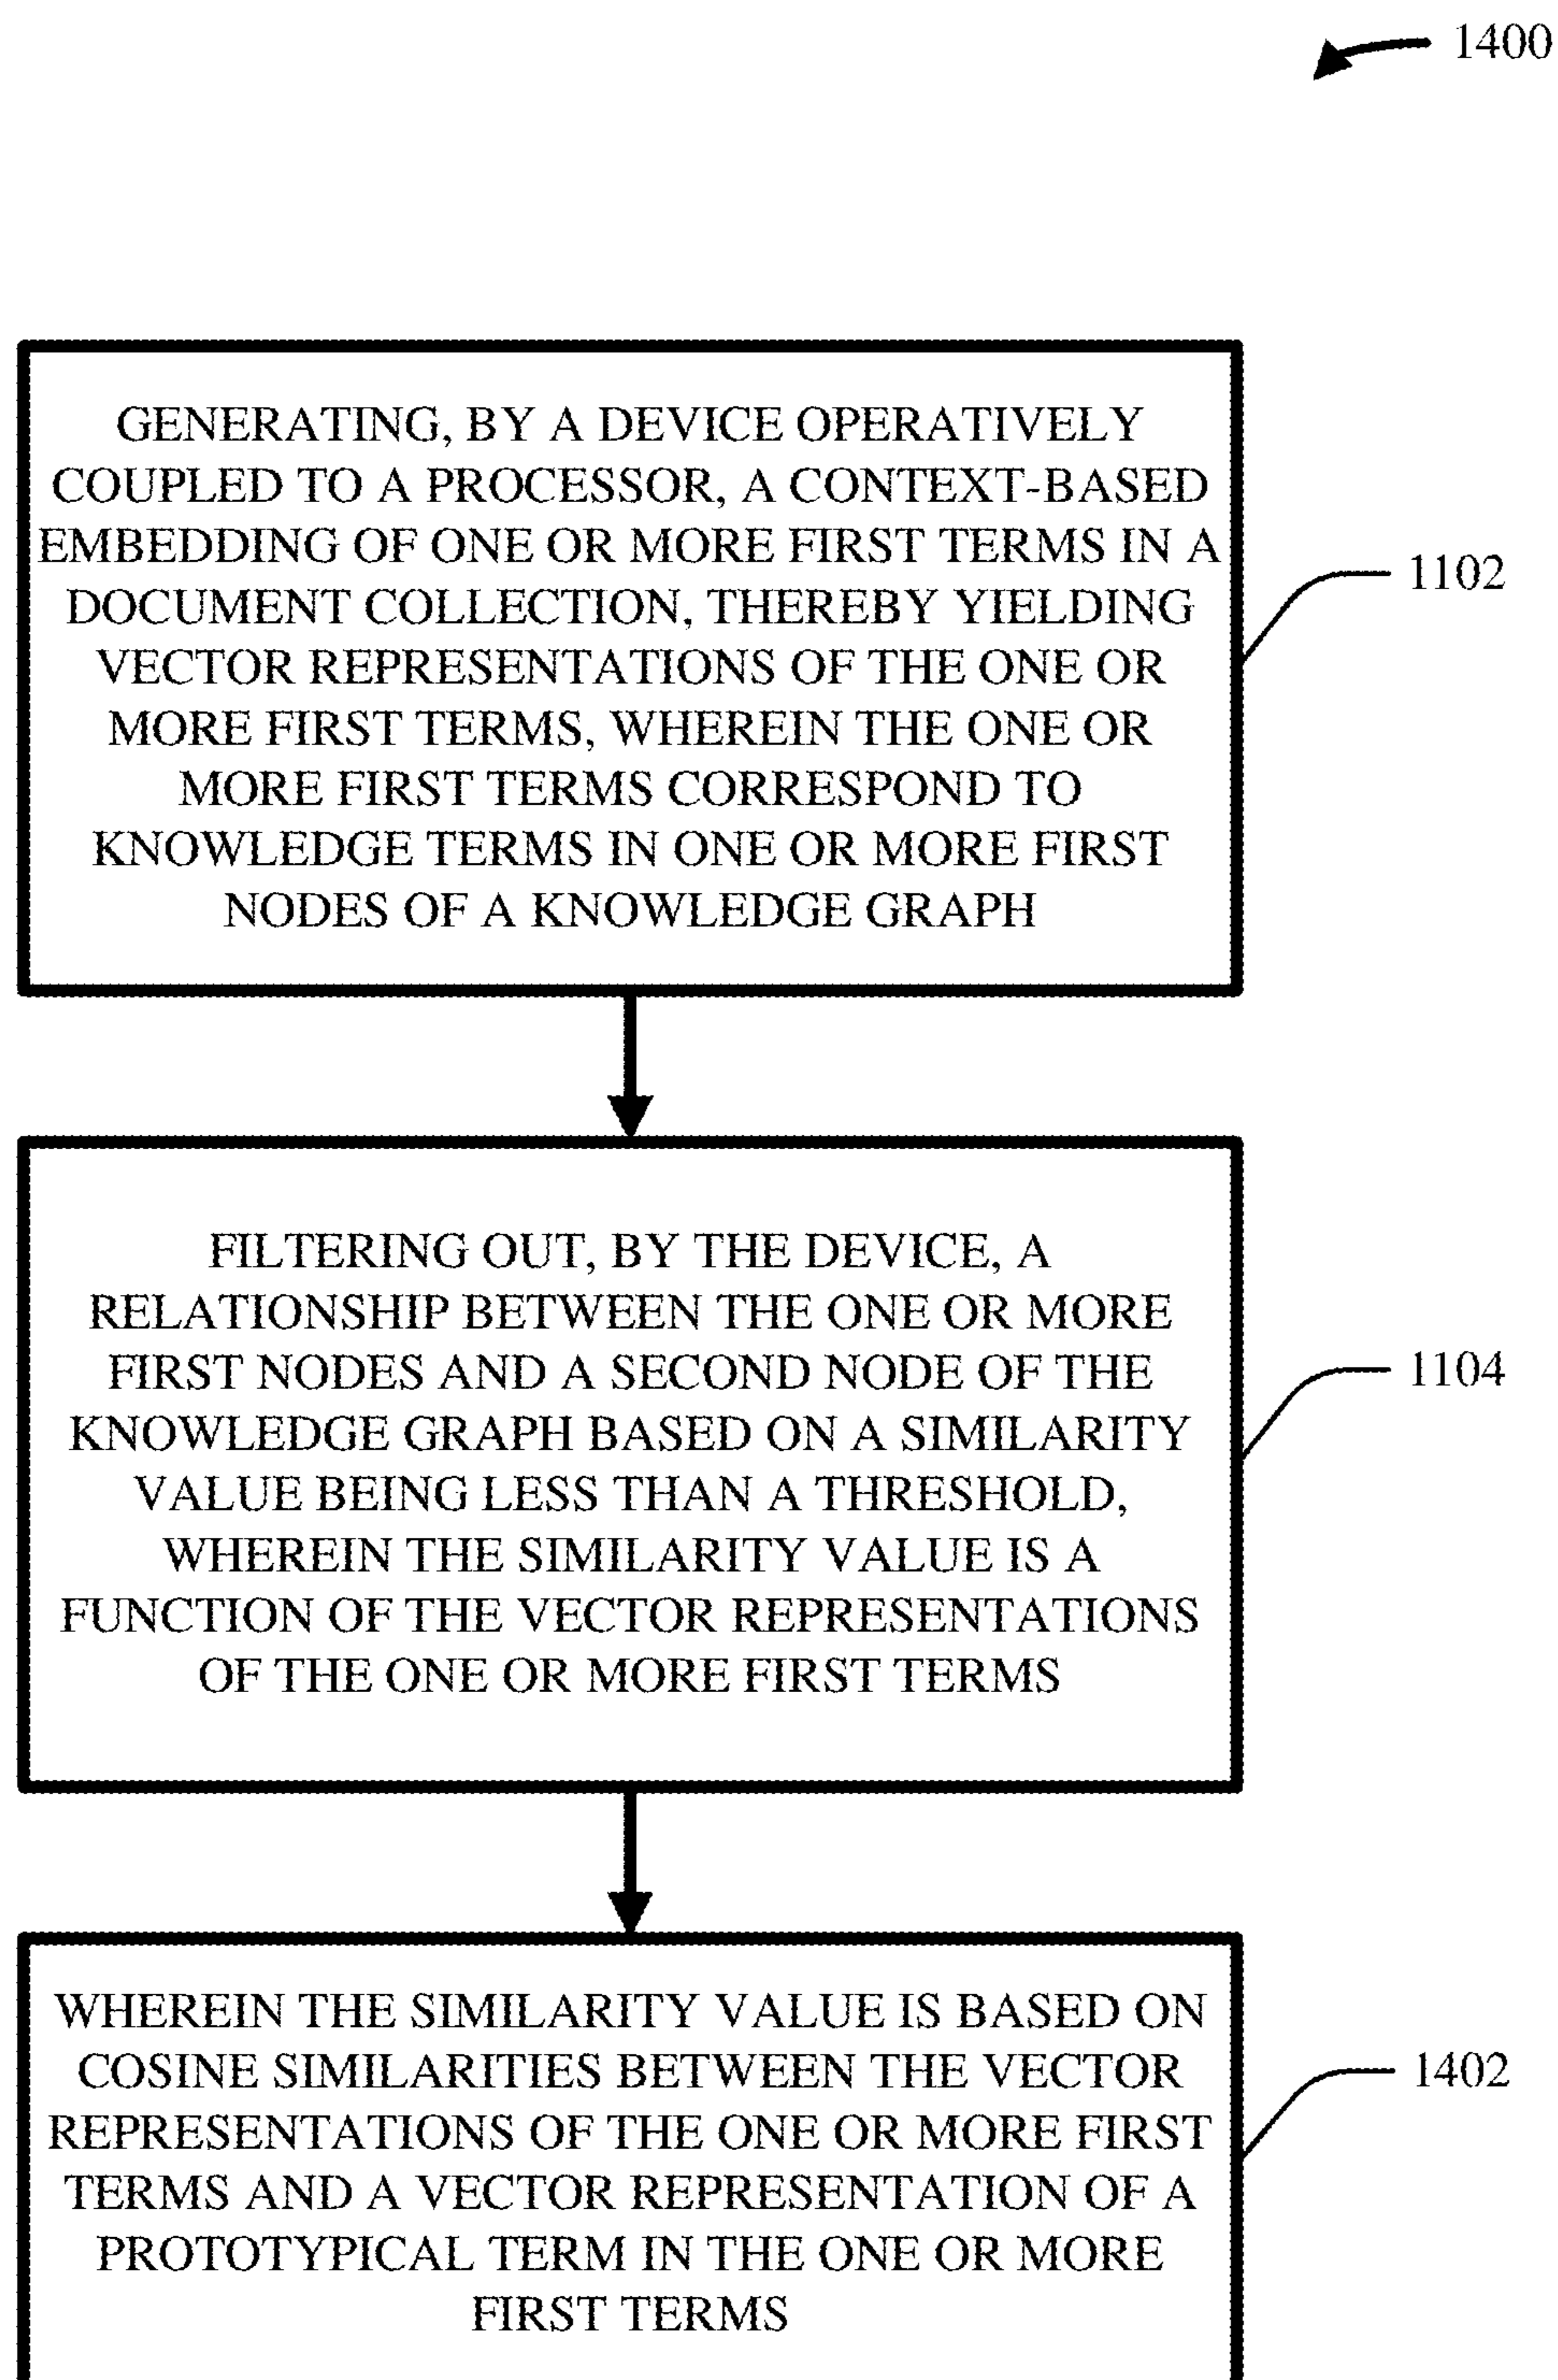 1400
GENERATING, BY A DEVICE OPERATIVELY
COUPLED TO A PROCESSOR, A CONTEXT-BASED
EMBEDDING OF ONE OR MORE FIRST TERMS IN A
DOCUMENT COLLECTION, THEREBY YIELDING
VECTOR REPRESENTATIONS OF THE ONE OR
MORE FIRST TERMS, WHEREIN THE ONE OR
MORE FIRST TERMS CORRESPOND TO
KNOWLEDGE TERMS IN ONE OR MORE FIRST
NODES OF A KNOWLEDGE GRAPH
1102
FILTERING OUT, BY THE DEVICE, A
RELATIONSHIP BETWEEN THE ONE OR MORE
FIRST NODES AND A SECOND NODE OF THE
KNOWLEDGE GRAPH BASED ON A SIMILARITY
VALUE BEING LESS THAN A THRESHOLD,
WHEREIN THE SIMILARITY VALUE IS A
FUNCTION OF THE VECTOR REPRESENTATIONS
OF THE ONE OR MORE FIRST TERMS
1104
WHEREIN THE SIMILARITY VALUE IS BASED ON
COSINE SIMILARITIES BETWEEN THE VECTOR
REPRESENTATIONS OF THE ONE OR MORE FIRST
TERMS AND A VECTOR REPRESENTATION OF A
PROTOTYPICAL TERM IN THE ONE OR MORE
FIRST TERMS
1402